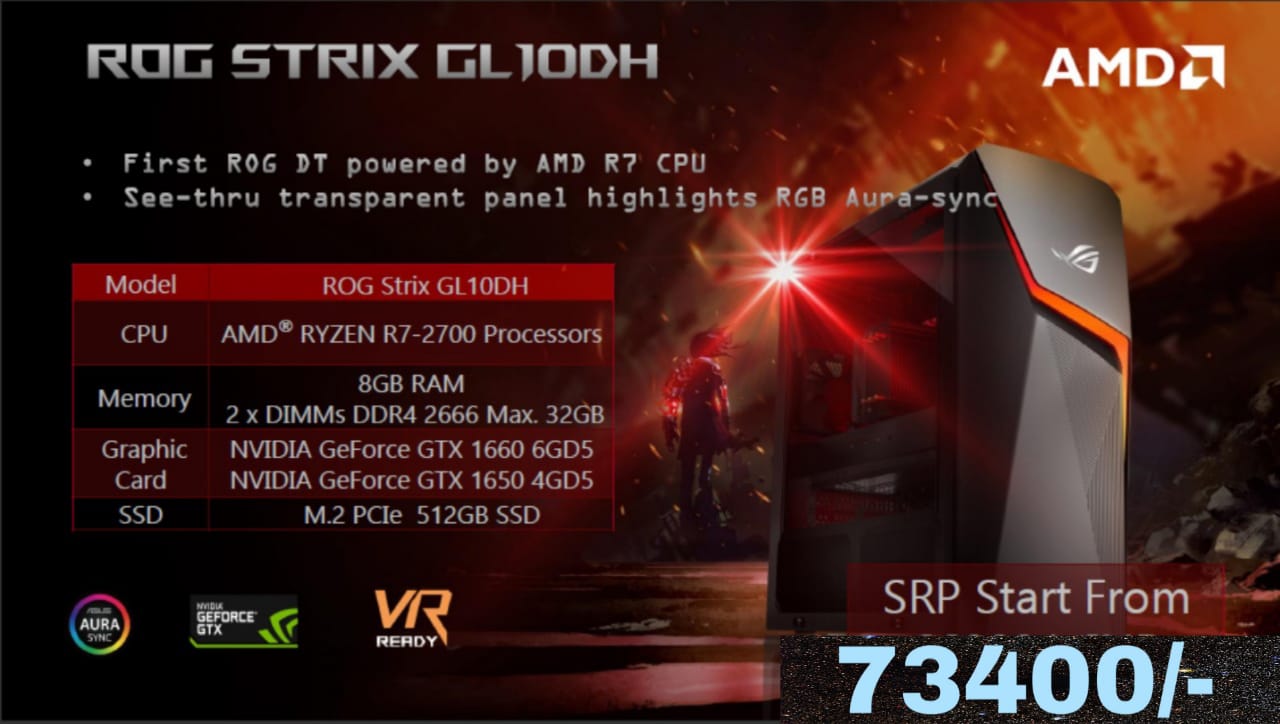 ROG STRIX GL10DH
AMD
• First ROG DT powered by AMD R7 CPU
• See-thru transparent panel highlights RGB Aura-sync
Model ROG Strix GL10DH
CPU AMD® RYZEN R7-2700 Processors
Memory 8GB RAM
2 x DIMMs DDR4 2666 Max. 32GB
Graphic Card NVIDIA GeForce GTX 1660 6GD5
NVIDIA GeForce GTX 1650 4GD5
SSD M.2 PCIe 512GB SSD
ASUS
AURA
SYNC
NVIDIA
GEFORCE®
GTX
VR
READY
SRP Start From
73400/-